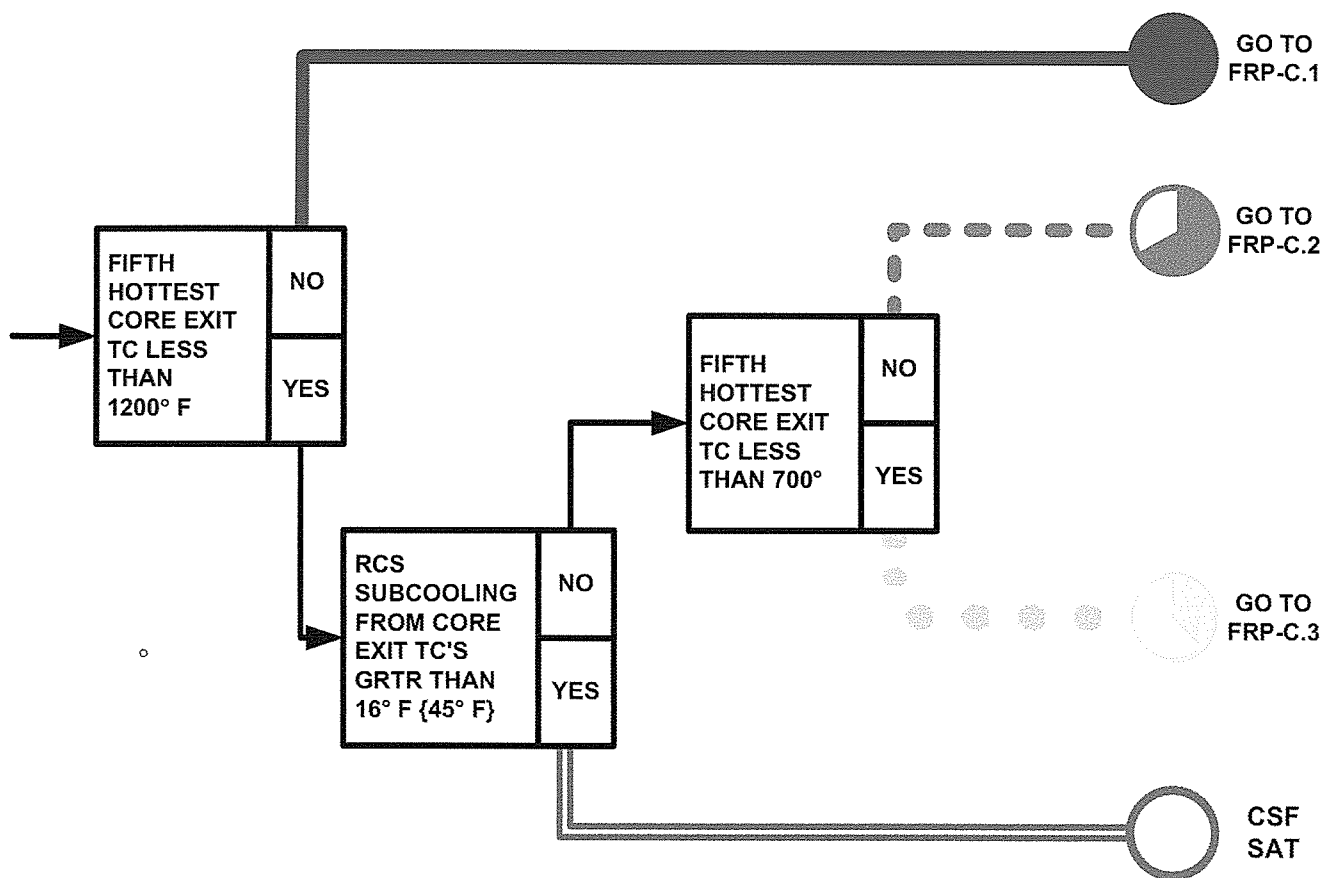 GO TO
FRP-C.1
GO TO
FRP-C.2
FIFTH
HOTTEST
CORE EXIT
TC LESS
THAN
1200° F
NO
YES
FIFTH
HOTTEST
CORE EXIT
TC LESS
THAN 700°
NO
YES
RCS
SUBCOOLING
FROM CORE
EXIT TC'S
GRTR THAN
16° F {45° F}
NO
YES
GO TO
FRP-C.3
CSF
SAT